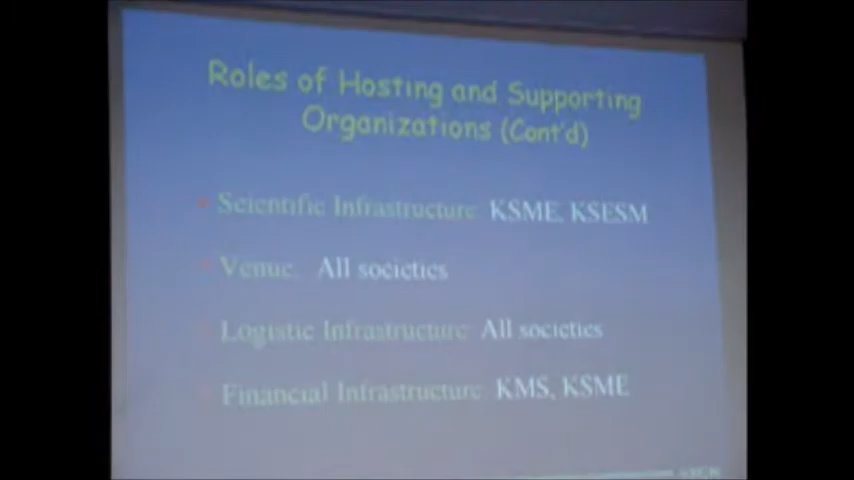 Roles of Hosting and Supporting
Organizations (Cont'd)
Scientific Infrastructure: KSME, KSESM
Venue: All societies
Logistic Infrastructure: All societies
Financial Infrastructure: KMS, KSME